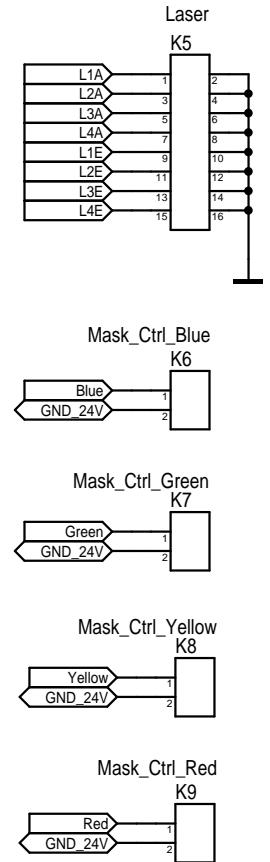 Laser
K5
L1A 1 2
L2A 3 4
L3A 5 6
L4A 7 8
L1E 9 10
L2E 11 12
L3E 13 14
L4E 15 16
Mask_Ctrl_Blue
K6
Blue 1
GND_24V 2
Mask_Ctrl_Green
K7
Green 1
GND_24V 2
Mask_Ctrl_Yellow
K8
Yellow 1
GND_24V 2
Mask_Ctrl_Red
K9
Red 1
GND_24V 2